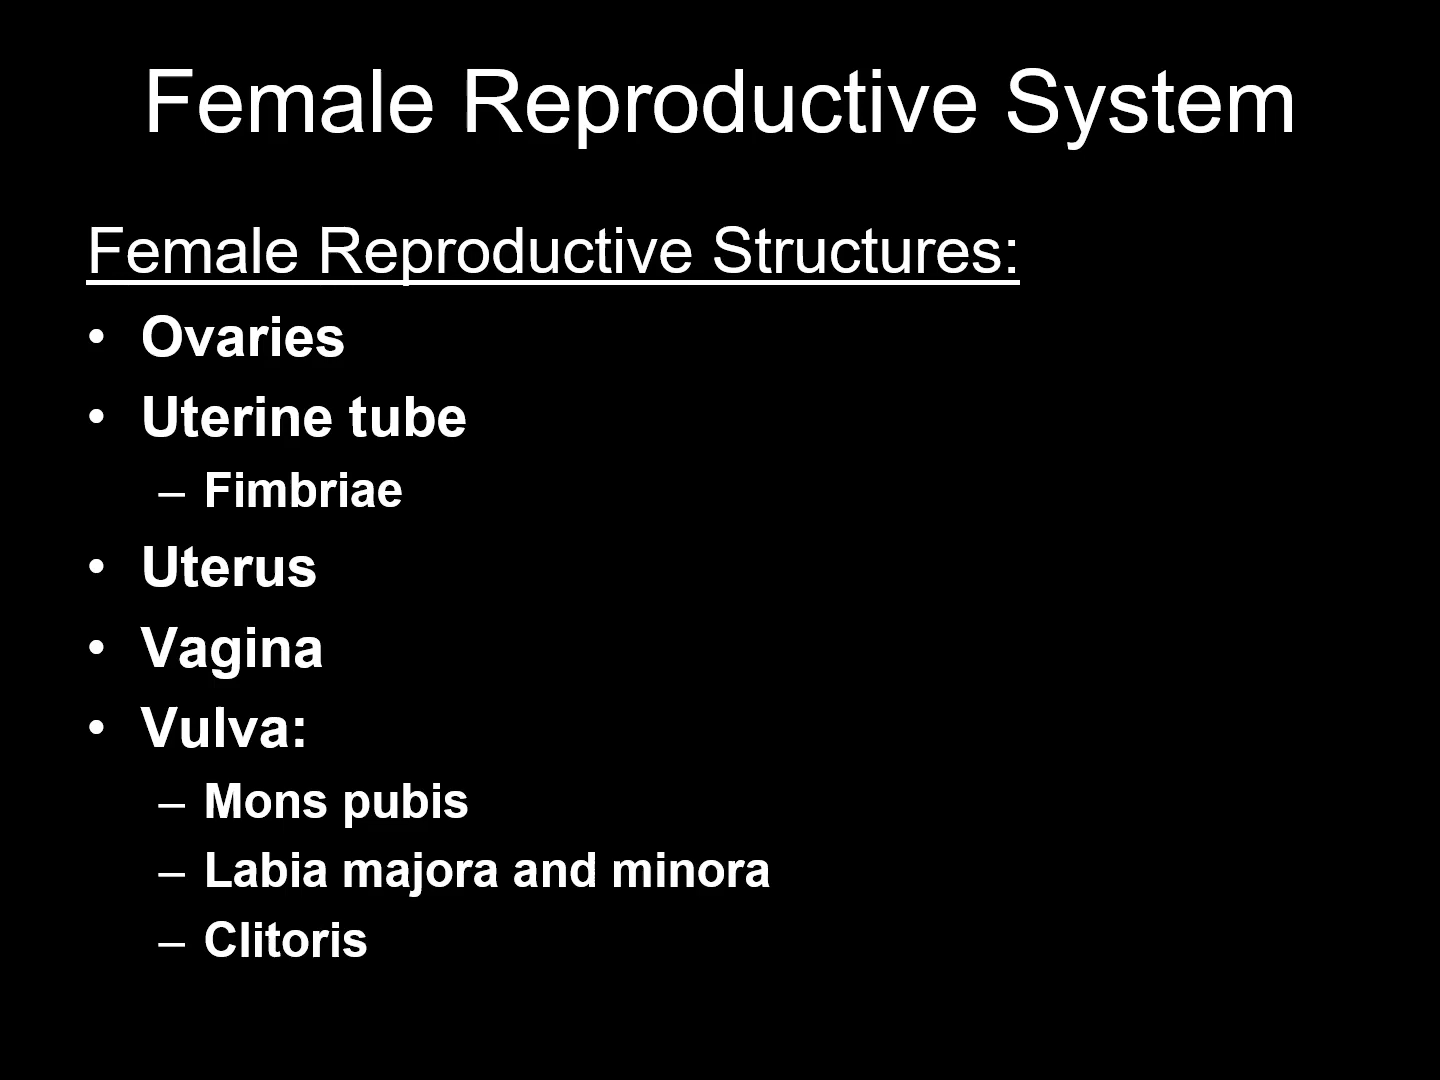 Female Reproductive System
Female Reproductive Structures:
• Ovaries
• Uterine tube
– Fimbriae
• Uterus
• Vagina
• Vulva:
– Mons pubis
– Labia majora and minora
– Clitoris